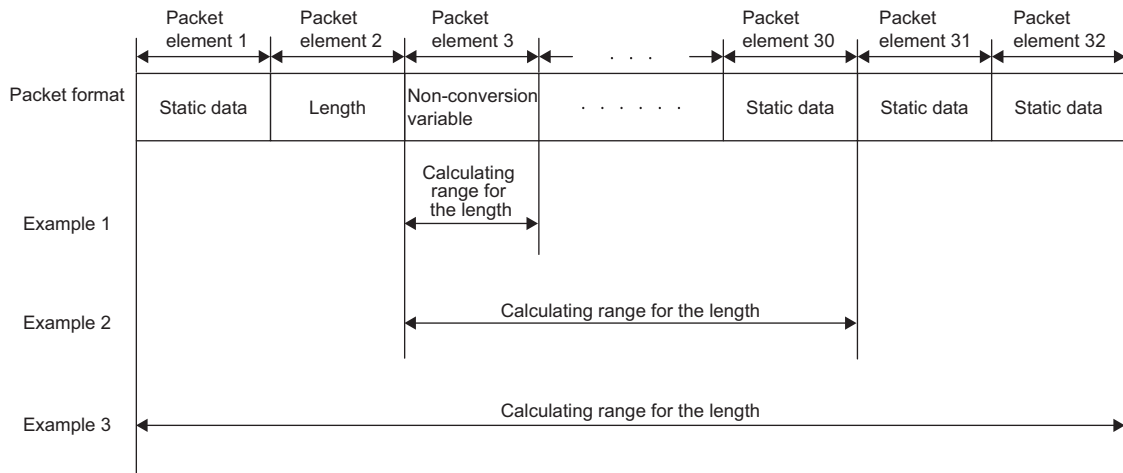 Packet element 1
Packet element 2
Packet element 3
. . .
Packet element 30
Packet element 31
Packet element 32
Packet format
Static data
Length
Non-conversion variable
. . . . . .
Static data
Static data
Static data
Example 1
Calculating range for the length
Example 2
Calculating range for the length
Example 3
Calculating range for the length